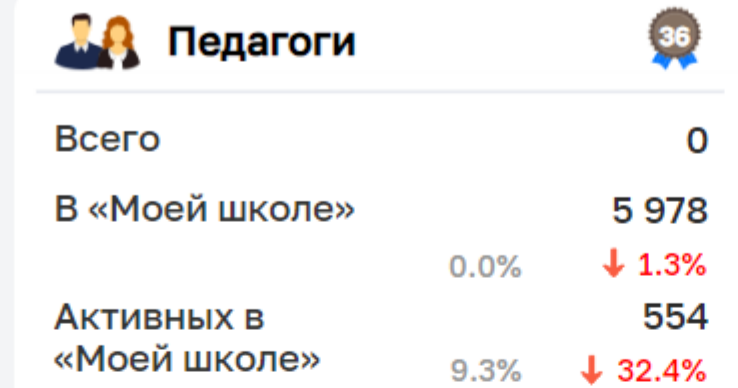 Педагоги 36
Всего 0
В «Моей школе» 5 978
0.0% ↓ 1.3%
Активных в 554
«Моей школе» 9.3% ↓ 32.4%